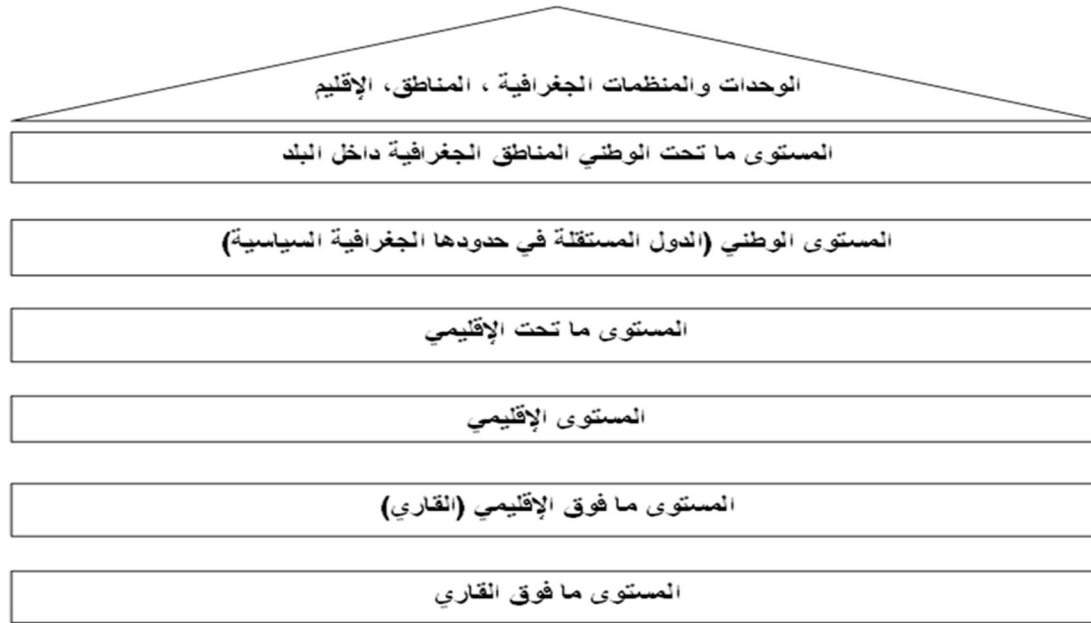 الوحدات والمنظمات الجغرافية ، المناطق، الإقليم
المستوى ما تحت الوطني المناطق الجغرافية داخل البلد
المستوى الوطني (الدول المستقلة في حدودها الجغرافية السياسية)
المستوى ما تحت الإقليمي
المستوى الإقليمي
المستوى ما فوق الإقليمي (القاري)
المستوى ما فوق القاري